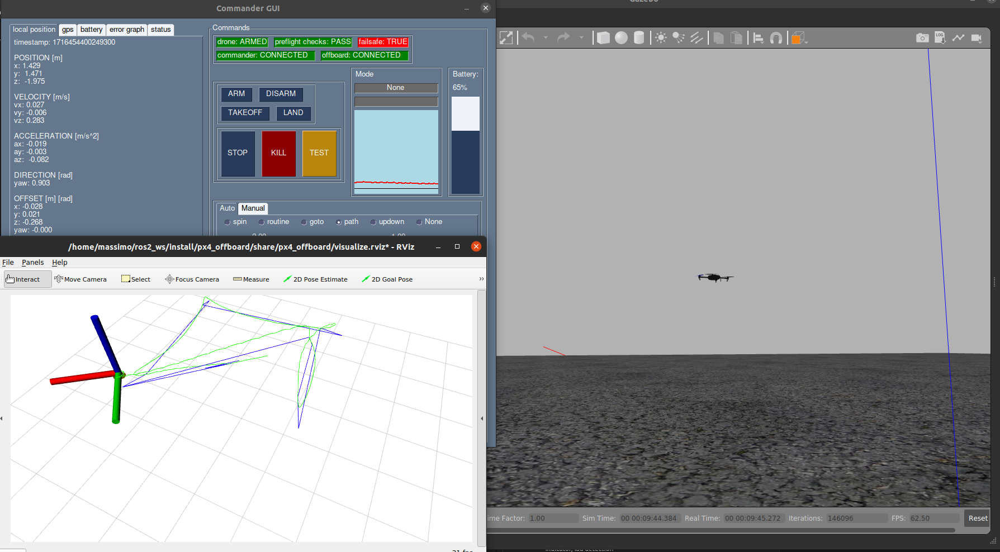 Commander GUI
local position gps battery error graph status
timestamp: 1716454400249300
POSITION [m]
x: 1.429
y: 1.471
z: -1.975
VELOCITY [m/s]
vx: 0.027
vy: -0.006
vz: 0.283
ACCELERATION [m/s^2]
ax: -0.019
ay: -0.003
az: -0.082
DIRECTION [rad]
yaw: 0.903
OFFSET [m] [rad]
x: -0.028
y: 0.021
z: -0.268
yaw: -0.000
Commands
drone: ARMED preflight checks: PASS failsafe: TRUE
commander: CONNECTED offboard: CONNECTED
ARM DISARM
TAKEOFF LAND
STOP KILL TEST
Mode
None
Battery:
65%
Auto Manual
spin routine goto path updown None
/home/massimo/ros2_ws/install/px4_offboard/share/px4_offboard/visualize.rviz* - RViz
File Panels Help
Interact Move Camera Select Focus Camera Measure 2D Pose Estimate 2D Goal Pose »
LOG
ime Factor: 1.00 Sim Time: 00 00:09:44.384 Real Time: 00 00:09:45.272 Iterations: 146096 FPS: 62.50 Reset